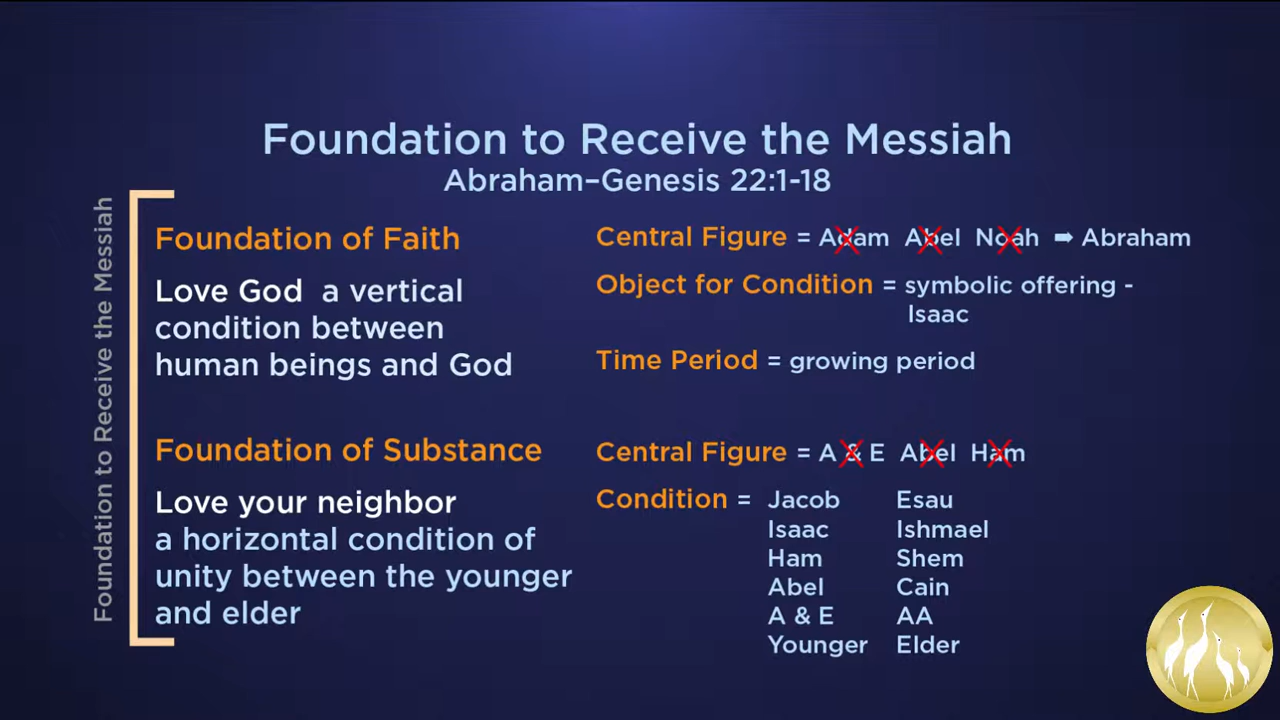 Foundation to Receive the Messiah
Abraham–Genesis 22:1-18
Foundation to Receive the Messiah
Foundation of Faith
Love God a vertical
condition between
human beings and God
Central Figure = Adam Abel Noah ➡ Abraham
Object for Condition = symbolic offering -
Isaac
Time Period = growing period
Foundation of Substance
Love your neighbor
a horizontal condition of
unity between the younger
and elder
Central Figure = A & E Abel Ham
Condition = Jacob Esau
Isaac Ishmael
Ham Shem
Abel Cain
A & E AA
Younger Elder